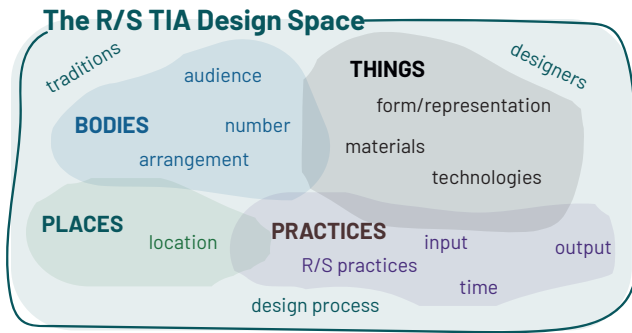 The R/S TIA Design Space
traditions
designers
audience
BODIES
number
arrangement
THINGS
form/representation
materials
technologies
PLACES
location
PRACTICES
input
output
R/S practices
time
design process